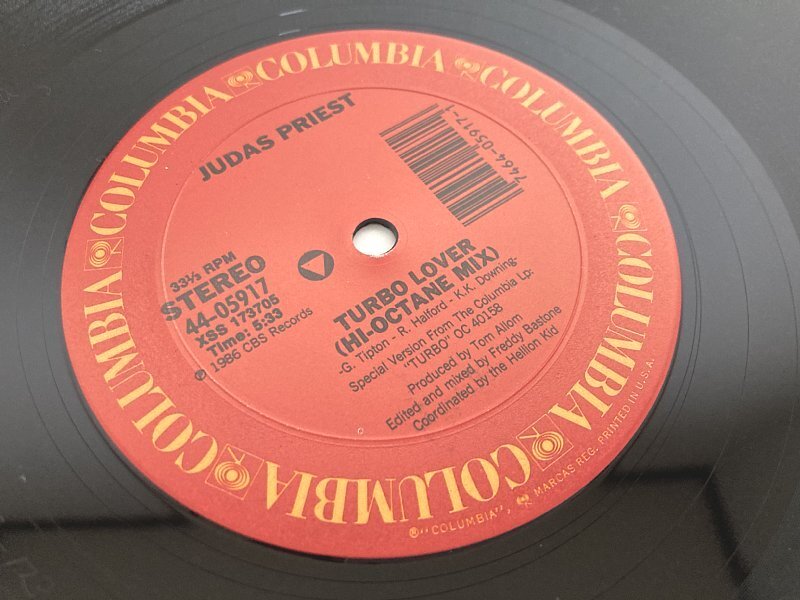 COLUMBIA COLUMBIA COLUMBIA COLUMBIA COLUMBIA COLUMBIA COLUMBIA COLUMBIA
JUDAS PRIEST
7464-05917-1
33⅓ RPM
STEREO
44-05917
XSS 173705
Time: 5:33
℗ 1986 CBS Records
TURBO LOVER
(HI-OCTANE MIX)
-G. Tipton - R. Halford - K.K. Downing-
Special Version From The Columbia Lp:
"TURBO" OC 40158
Produced by Tom Allom
Edited and mixed by Freddy Bastone
Coordinated by the Hellion Kid
®"COLUMBIA", MARCAS REG. PRINTED IN U.S.A.